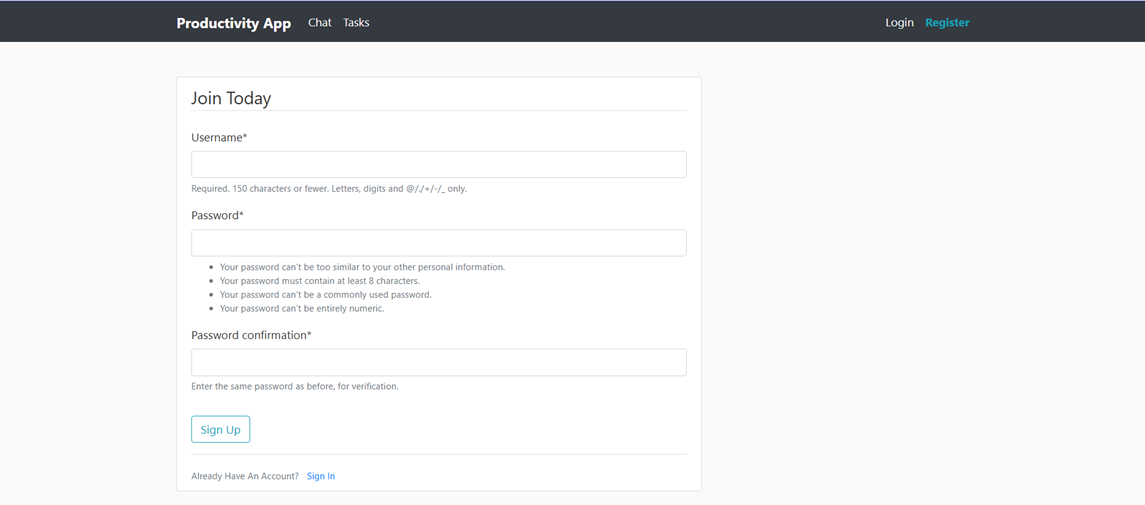 Productivity App Chat Tasks Login Register
Join Today
Username*
Required. 150 characters or fewer. Letters, digits and @/./+/-/_ only.
Password*
Your password can't be too similar to your other personal information.
Your password must contain at least 8 characters.
Your password can't be a commonly used password.
Your password can't be entirely numeric.
Password confirmation*
Enter the same password as before, for verification.
Sign Up
Already Have An Account? Sign In